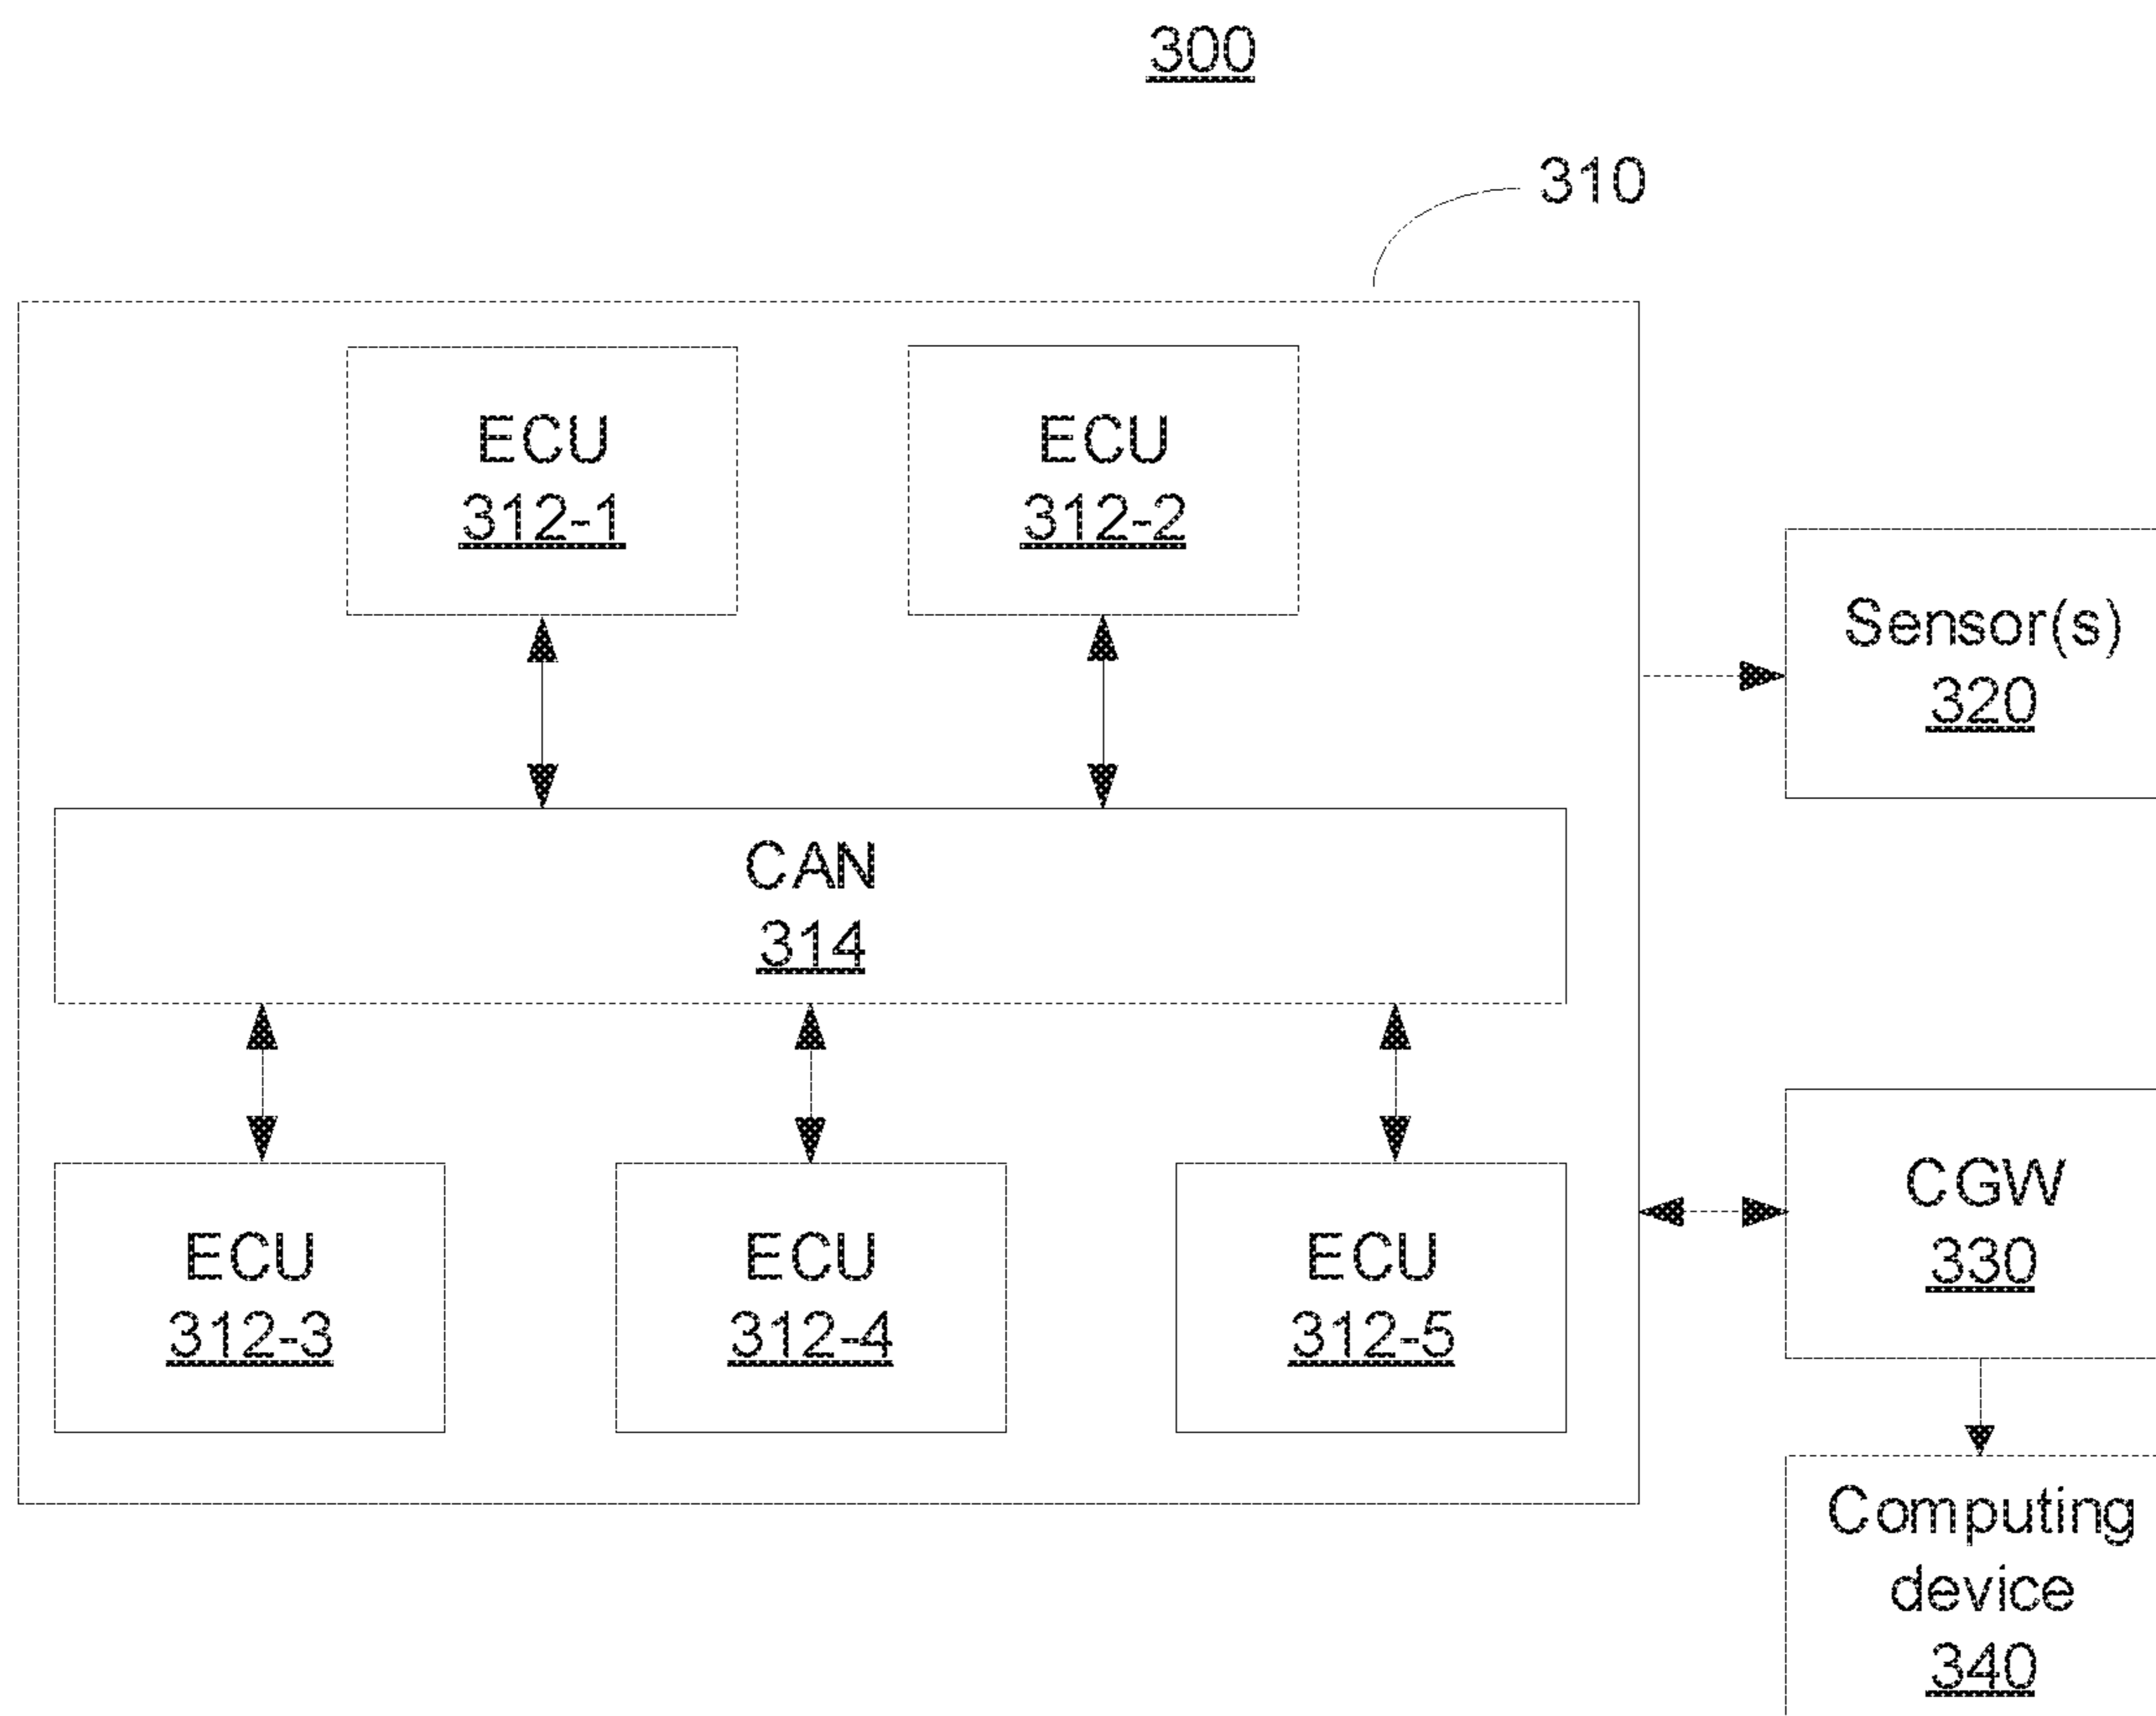 300
310
ECU
312-1
ECU
312-2
Sensor(s)
320
CAN
314
CGW
330
ECU
312-3
ECU
312-4
ECU
312-5
Computing
device
340